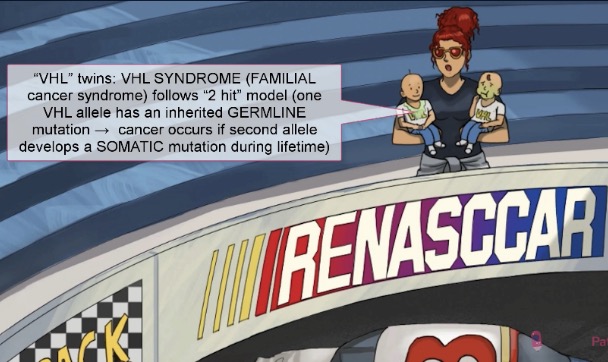 “VHL” twins: VHL SYNDROME (FAMILIAL
cancer syndrome) follows “2 hit” model (one
VHL allele has an inherited GERMLINE
mutation → cancer occurs if second allele
develops a SOMATIC mutation during lifetime)
VHL
RENASCCAR